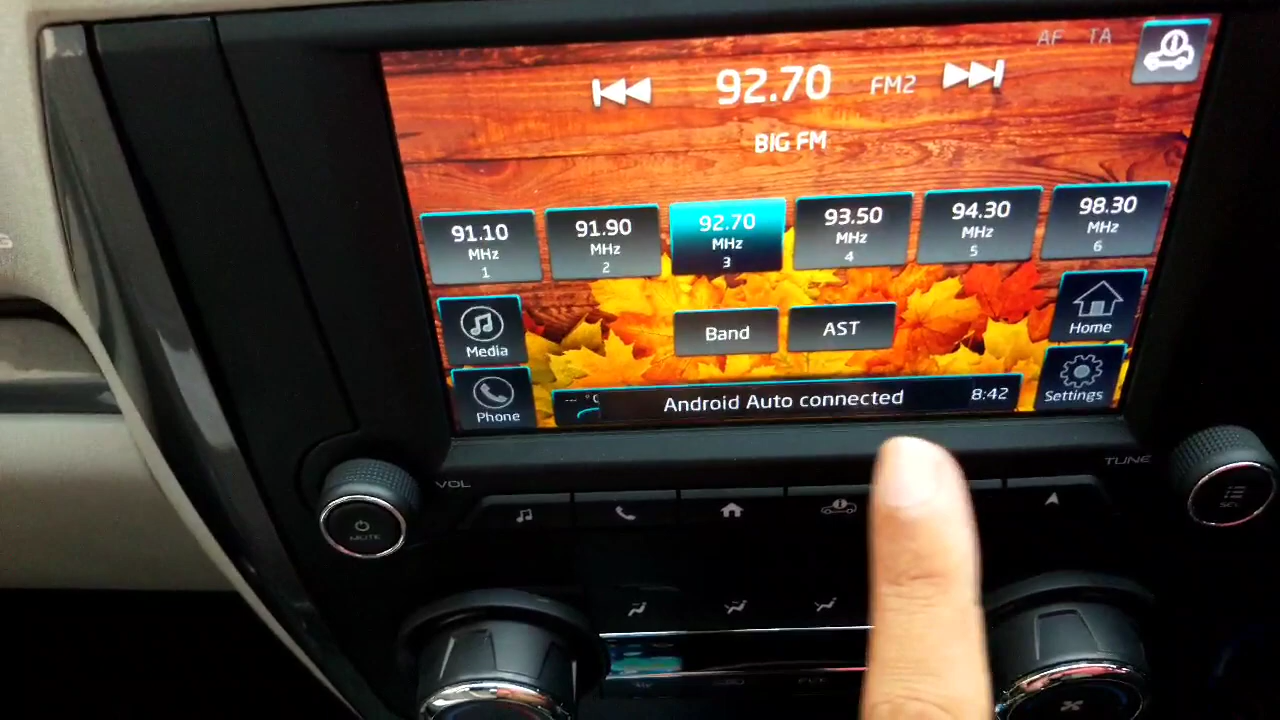 AF TA
92.70 FM2
BIG FM
91.10 MHz 1
91.90 MHz 2
92.70 MHz 3
93.50 MHz 4
94.30 MHz 5
98.30 MHz 6
Media
Band
AST
Home
Phone
Android Auto connected
8:42
Settings
VOL
TUNE
MUTE
SEL